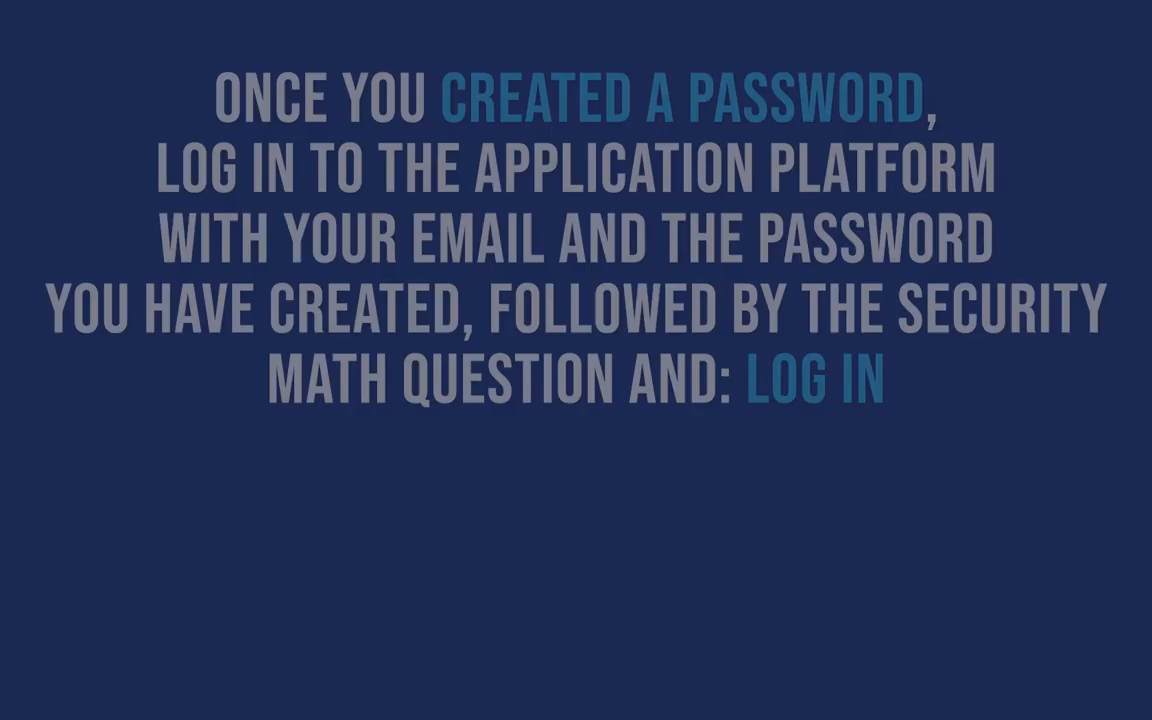 ONCE YOU CREATED A PASSWORD,
LOG IN TO THE APPLICATION PLATFORM
WITH YOUR EMAIL AND THE PASSWORD
YOU HAVE CREATED, FOLLOWED BY THE SECURITY
MATH QUESTION AND: LOG IN